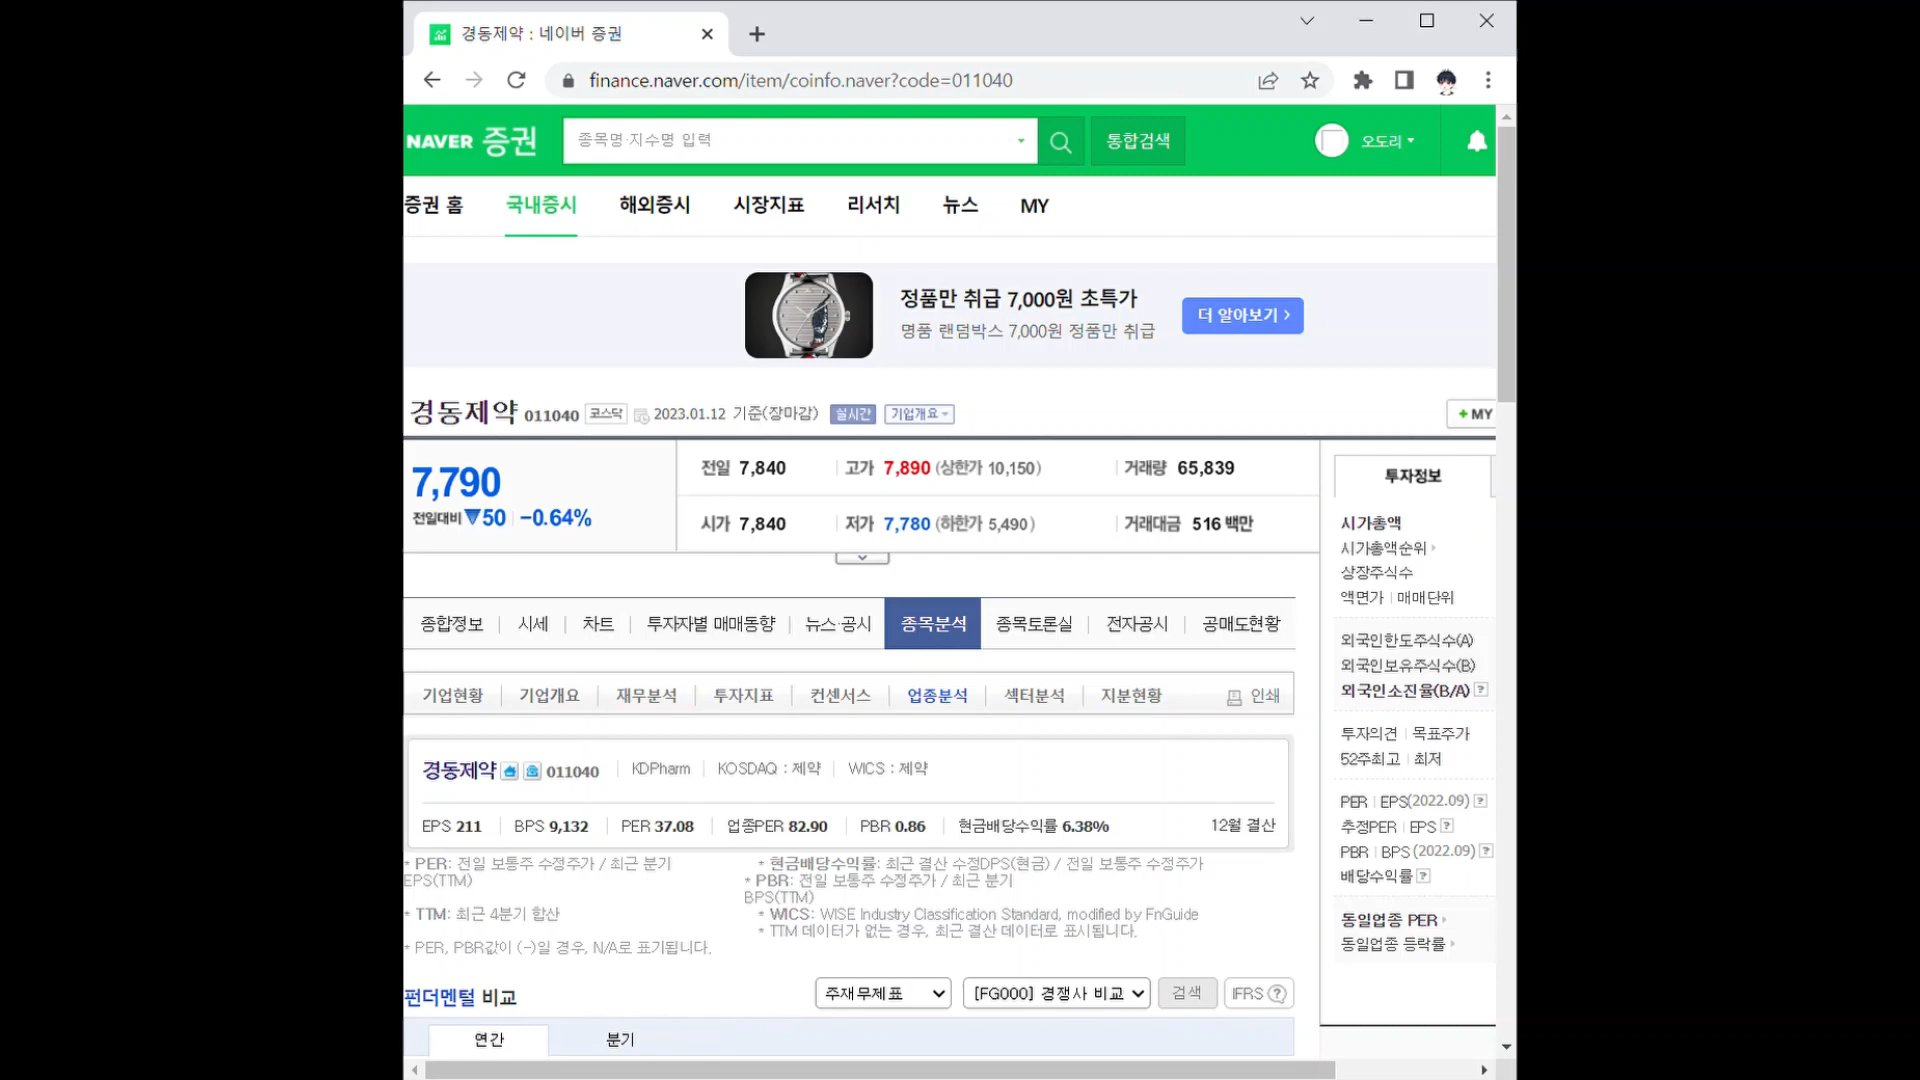 경동제약 : 네이버 증권
finance.naver.com/item/coinfo.naver?code=011040
NAVER 증권 종목명·지수명 입력 통합검색 오도리
증권 홈 국내증시 해외증시 시장지표 리서치 뉴스 MY
정품만 취급 7,000원 초특가
명품 랜덤박스 7,000원 정품만 취급
더 알아보기 >
경동제약 011040 코스닥 2023.01.12 기준(장마감) 실시간 기업개요 + MY
7,790
전일대비 ▼50 -0.64%
전일 7,840 고가 7,890 (상한가 10,150) 거래량 65,839
시가 7,840 저가 7,780 (하한가 5,490) 거래대금 516 백만
종합정보 시세 차트 투자자별 매매동향 뉴스·공시 종목분석 종목토론실 전자공시 공매도현황
기업현황 기업개요 재무분석 투자지표 컨센서스 업종분석 섹터분석 지분현황 인쇄
경동제약 011040 KDPharm KOSDAQ : 제약 WICS : 제약
EPS 211 BPS 9,132 PER 37.08 업종PER 82.90 PBR 0.86 현금배당수익률 6.38% 12월 결산
* PER: 전일 보통주 수정주가 / 최근 분기
EPS(TTM)
* TTM: 최근 4분기 합산
* PER, PBR값이 (-)일 경우, N/A로 표기됩니다.
* 현금배당수익률: 최근 결산 수정DPS(현금) / 전일 보통주 수정주가
* PBR: 전일 보통주 수정주가 / 최근 분기
BPS(TTM)
* WICS: WISE Industry Classification Standard, modified by FnGuide
* TTM 데이터가 없는 경우, 최근 결산 데이터로 표시됩니다.
펀더멘털 비교 주재무제표 [FG000] 경쟁사 비교 검색 IFRS ?
연간 분기
투자정보
시가총액
시가총액순위
상장주식수
액면가 매매단위
외국인한도주식수(A)
외국인보유주식수(B)
외국인소진율(B/A) ?
투자의견 목표주가
52주최고 최저
PER EPS(2022.09) ?
추정PER EPS ?
PBR BPS (2022.09) ?
배당수익률 ?
동일업종 PER
동일업종 등락률